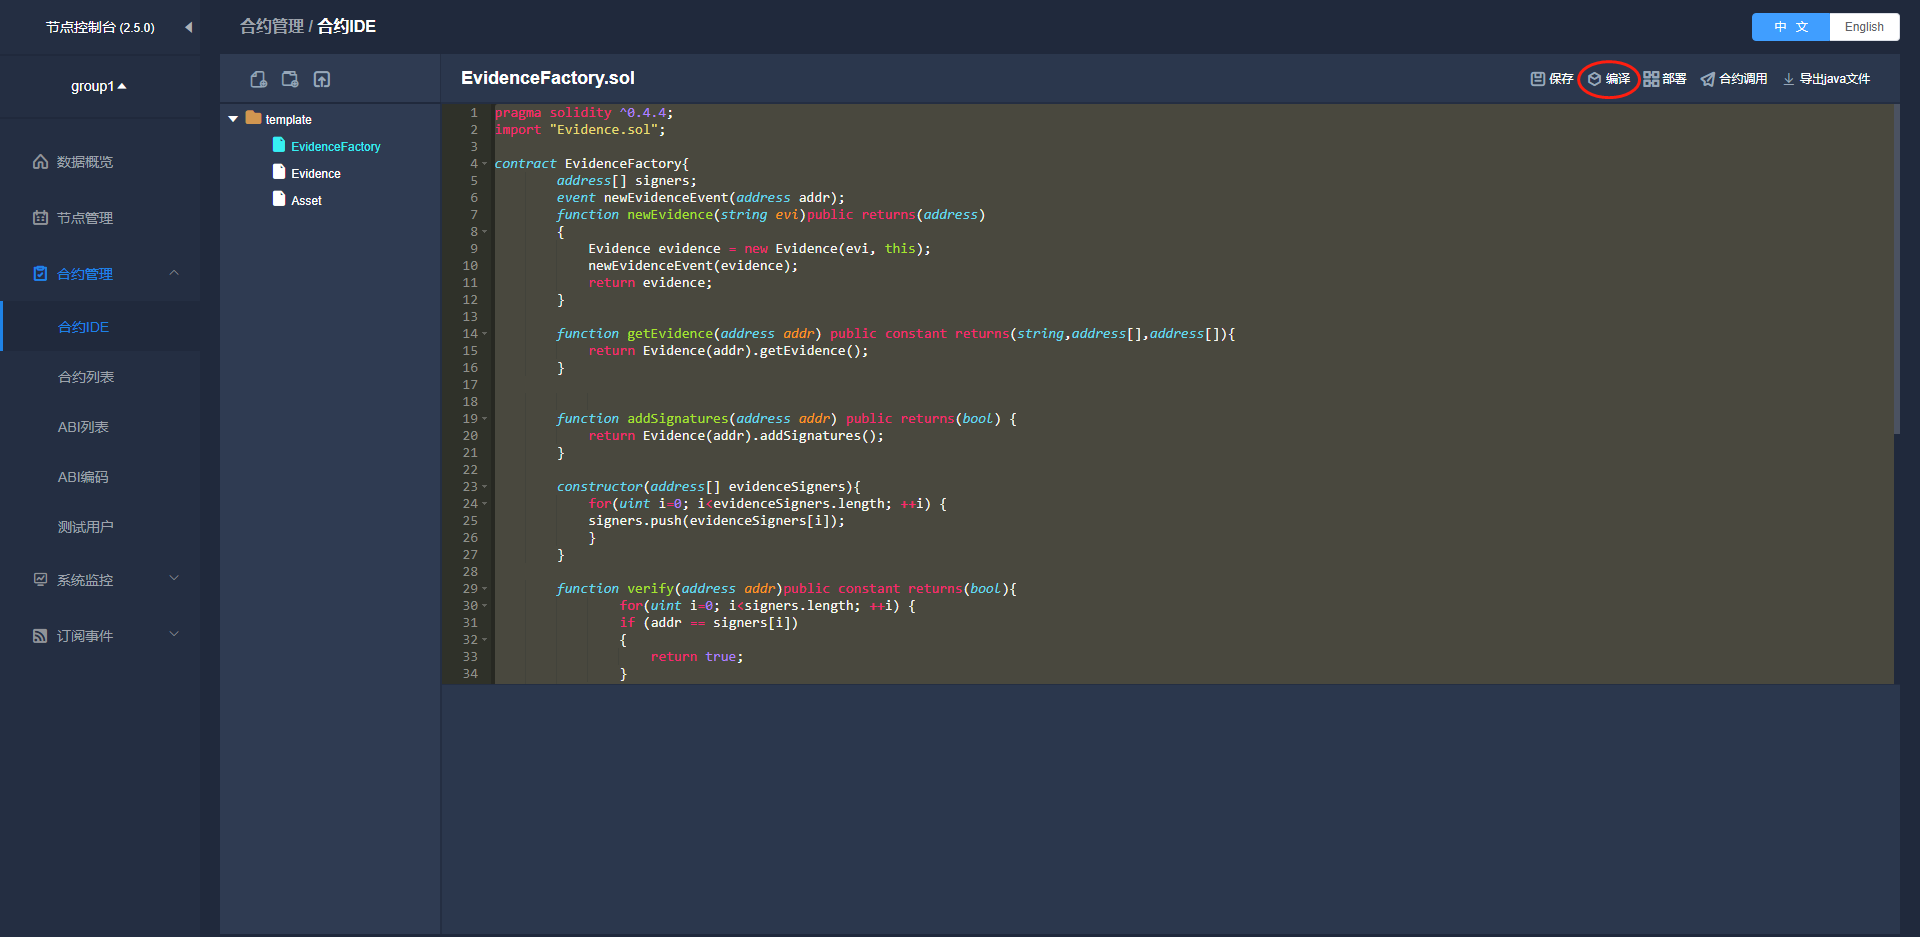 节点控制台 (2.5.0)
group1
数据概览
节点管理
合约管理
合约IDE
合约列表
ABI列表
ABI编码
测试用户
系统监控
订阅事件
合约管理 / 合约IDE
中 文
English
template
EvidenceFactory
Evidence
Asset
EvidenceFactory.sol
保存
编译
部署
合约调用
导出java文件
1 pragma solidity ^0.4.4;
2 import "Evidence.sol";
3
4 contract EvidenceFactory{
5 address[] signers;
6 event newEvidenceEvent(address addr);
7 function newEvidence(string evi)public returns(address)
8 {
9 Evidence evidence = new Evidence(evi, this);
10 newEvidenceEvent(evidence);
11 return evidence;
12 }
13
14 function getEvidence(address addr) public constant returns(string,address[],address[]){
15 return Evidence(addr).getEvidence();
16 }
17
18
19 function addSignatures(address addr) public returns(bool) {
20 return Evidence(addr).addSignatures();
21 }
22
23 constructor(address[] evidenceSigners){
24 for(uint i=0; i<evidenceSigners.length; ++i) {
25 signers.push(evidenceSigners[i]);
26 }
27 }
28
29 function verify(address addr)public constant returns(bool){
30 for(uint i=0; i<signers.length; ++i) {
31 if (addr == signers[i])
32 {
33 return true;
34 }